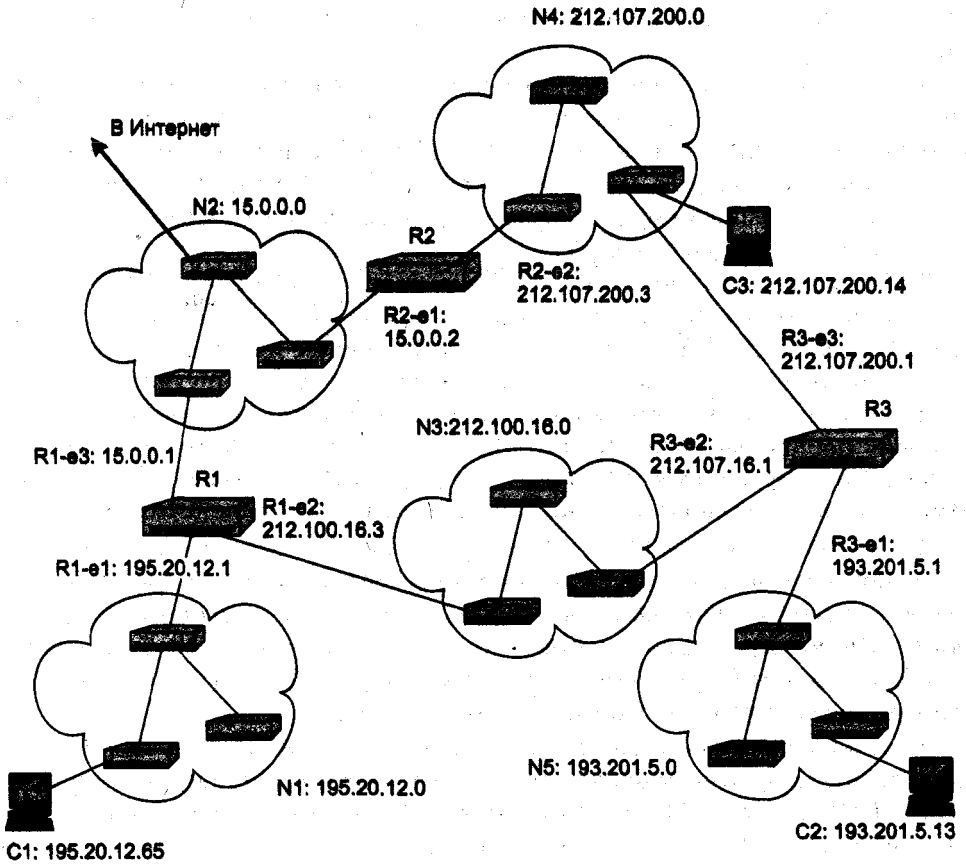 N4: 212.107.200.0
В Интернет
N2: 15.0.0.0
R2
R2-e2:
212.107.200.3
C3: 212.107.200.14
R2-e1:
15.0.0.2
R3-e3:
212.107.200.1
R3
N3:212.100.16.0
R3-e2:
212.107.16.1
R1-e3: 15.0.0.1
R1
R1-e2:
212.100.16.3
R3-e1:
193.201.5.1
R1-e1: 195.20.12.1
N5: 193.201.5.0
N1: 195.20.12.0
C2: 193.201.5.13
C1: 195.20.12.65